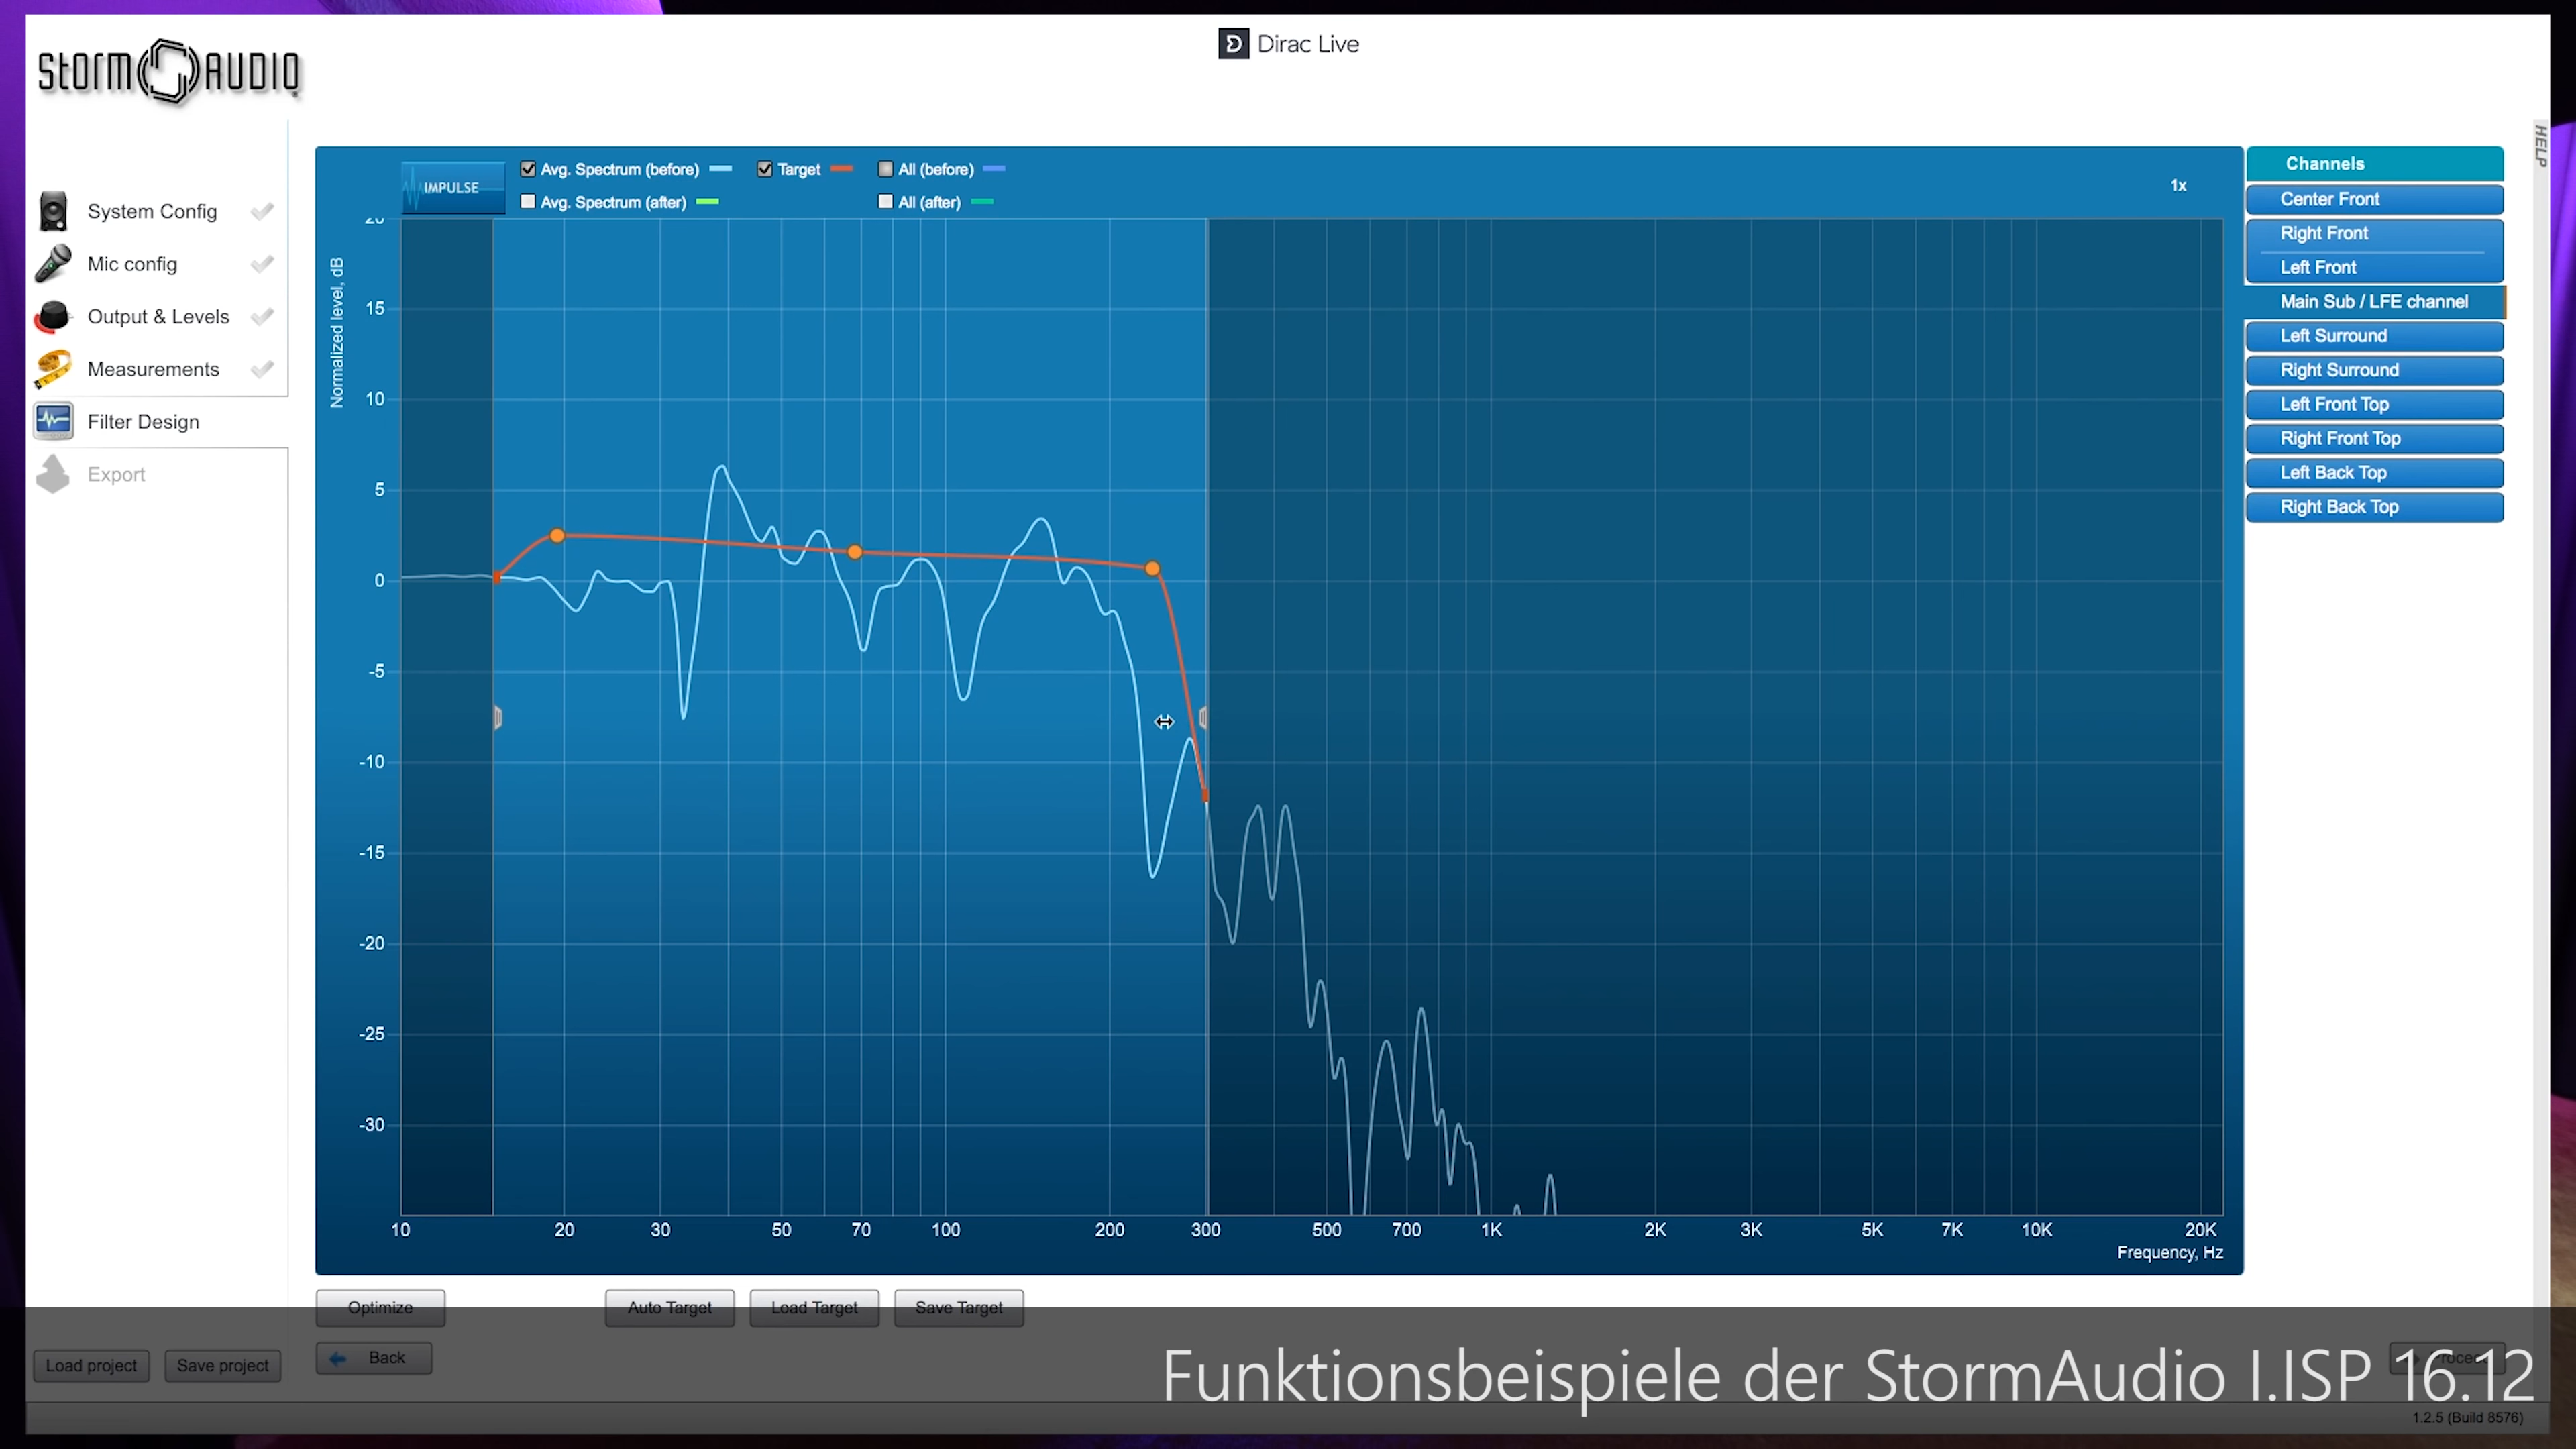 STORM AUDIO
Dirac Live
HELP
System Config
Mic config
Output & Levels
Measurements
Filter Design
Export
IMPULSE
Avg. Spectrum (before)
Target
All (before)
Avg. Spectrum (after)
All (after)
1x
Normalized level, dB
20
15
10
5
0
-5
-10
-15
-20
-25
-30
10 20 30 50 70 100 200 300 500 700 1K 2K 3K 5K 7K 10K 20K
Frequency, Hz
Channels
Center Front
Right Front
Left Front
Main Sub / LFE channel
Left Surround
Right Surround
Left Front Top
Right Front Top
Left Back Top
Right Back Top
Optimize
Auto Target
Load Target
Save Target
Load project
Save project
Back
Funktionsbeispiele der StormAudio I.ISP 16.12
1.2.5 (Build 8576)